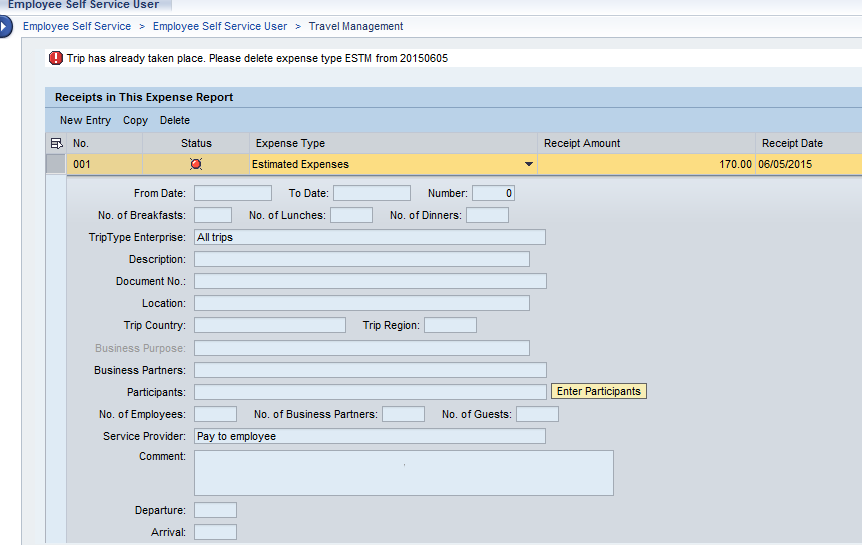 Employee Self Service User
Employee Self Service > Employee Self Service User > Travel Management
Trip has already taken place. Please delete expense type ESTM from 20150605
Receipts in This Expense Report
New Entry Copy Delete
No. Status Expense Type Receipt Amount Receipt Date
001 Estimated Expenses 170.00 06/05/2015
From Date: To Date: Number: 0
No. of Breakfasts: No. of Lunches: No. of Dinners:
TripType Enterprise: All trips
Description:
Document No.:
Location:
Trip Country: Trip Region:
Business Purpose:
Business Partners:
Participants: Enter Participants
No. of Employees: No. of Business Partners: No. of Guests:
Service Provider: Pay to employee
Comment:
Departure:
Arrival: